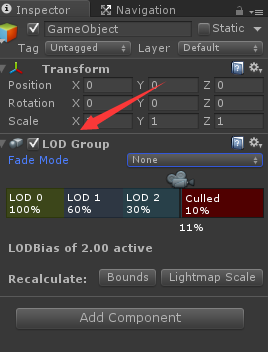 Inspector Navigation
GameObject Static
Tag Untagged Layer Default
Transform
Position X 0 Y 0 Z 0
Rotation X 0 Y 0 Z 0
Scale X Y 1 Z 1
LOD Group
Fade Mode None
LOD 0 LOD 1 LOD 2 Culled
100% 60% 30% 10%
11%
LODBias of 2.00 active
Recalculate: Bounds Lightmap Scale
Add Component